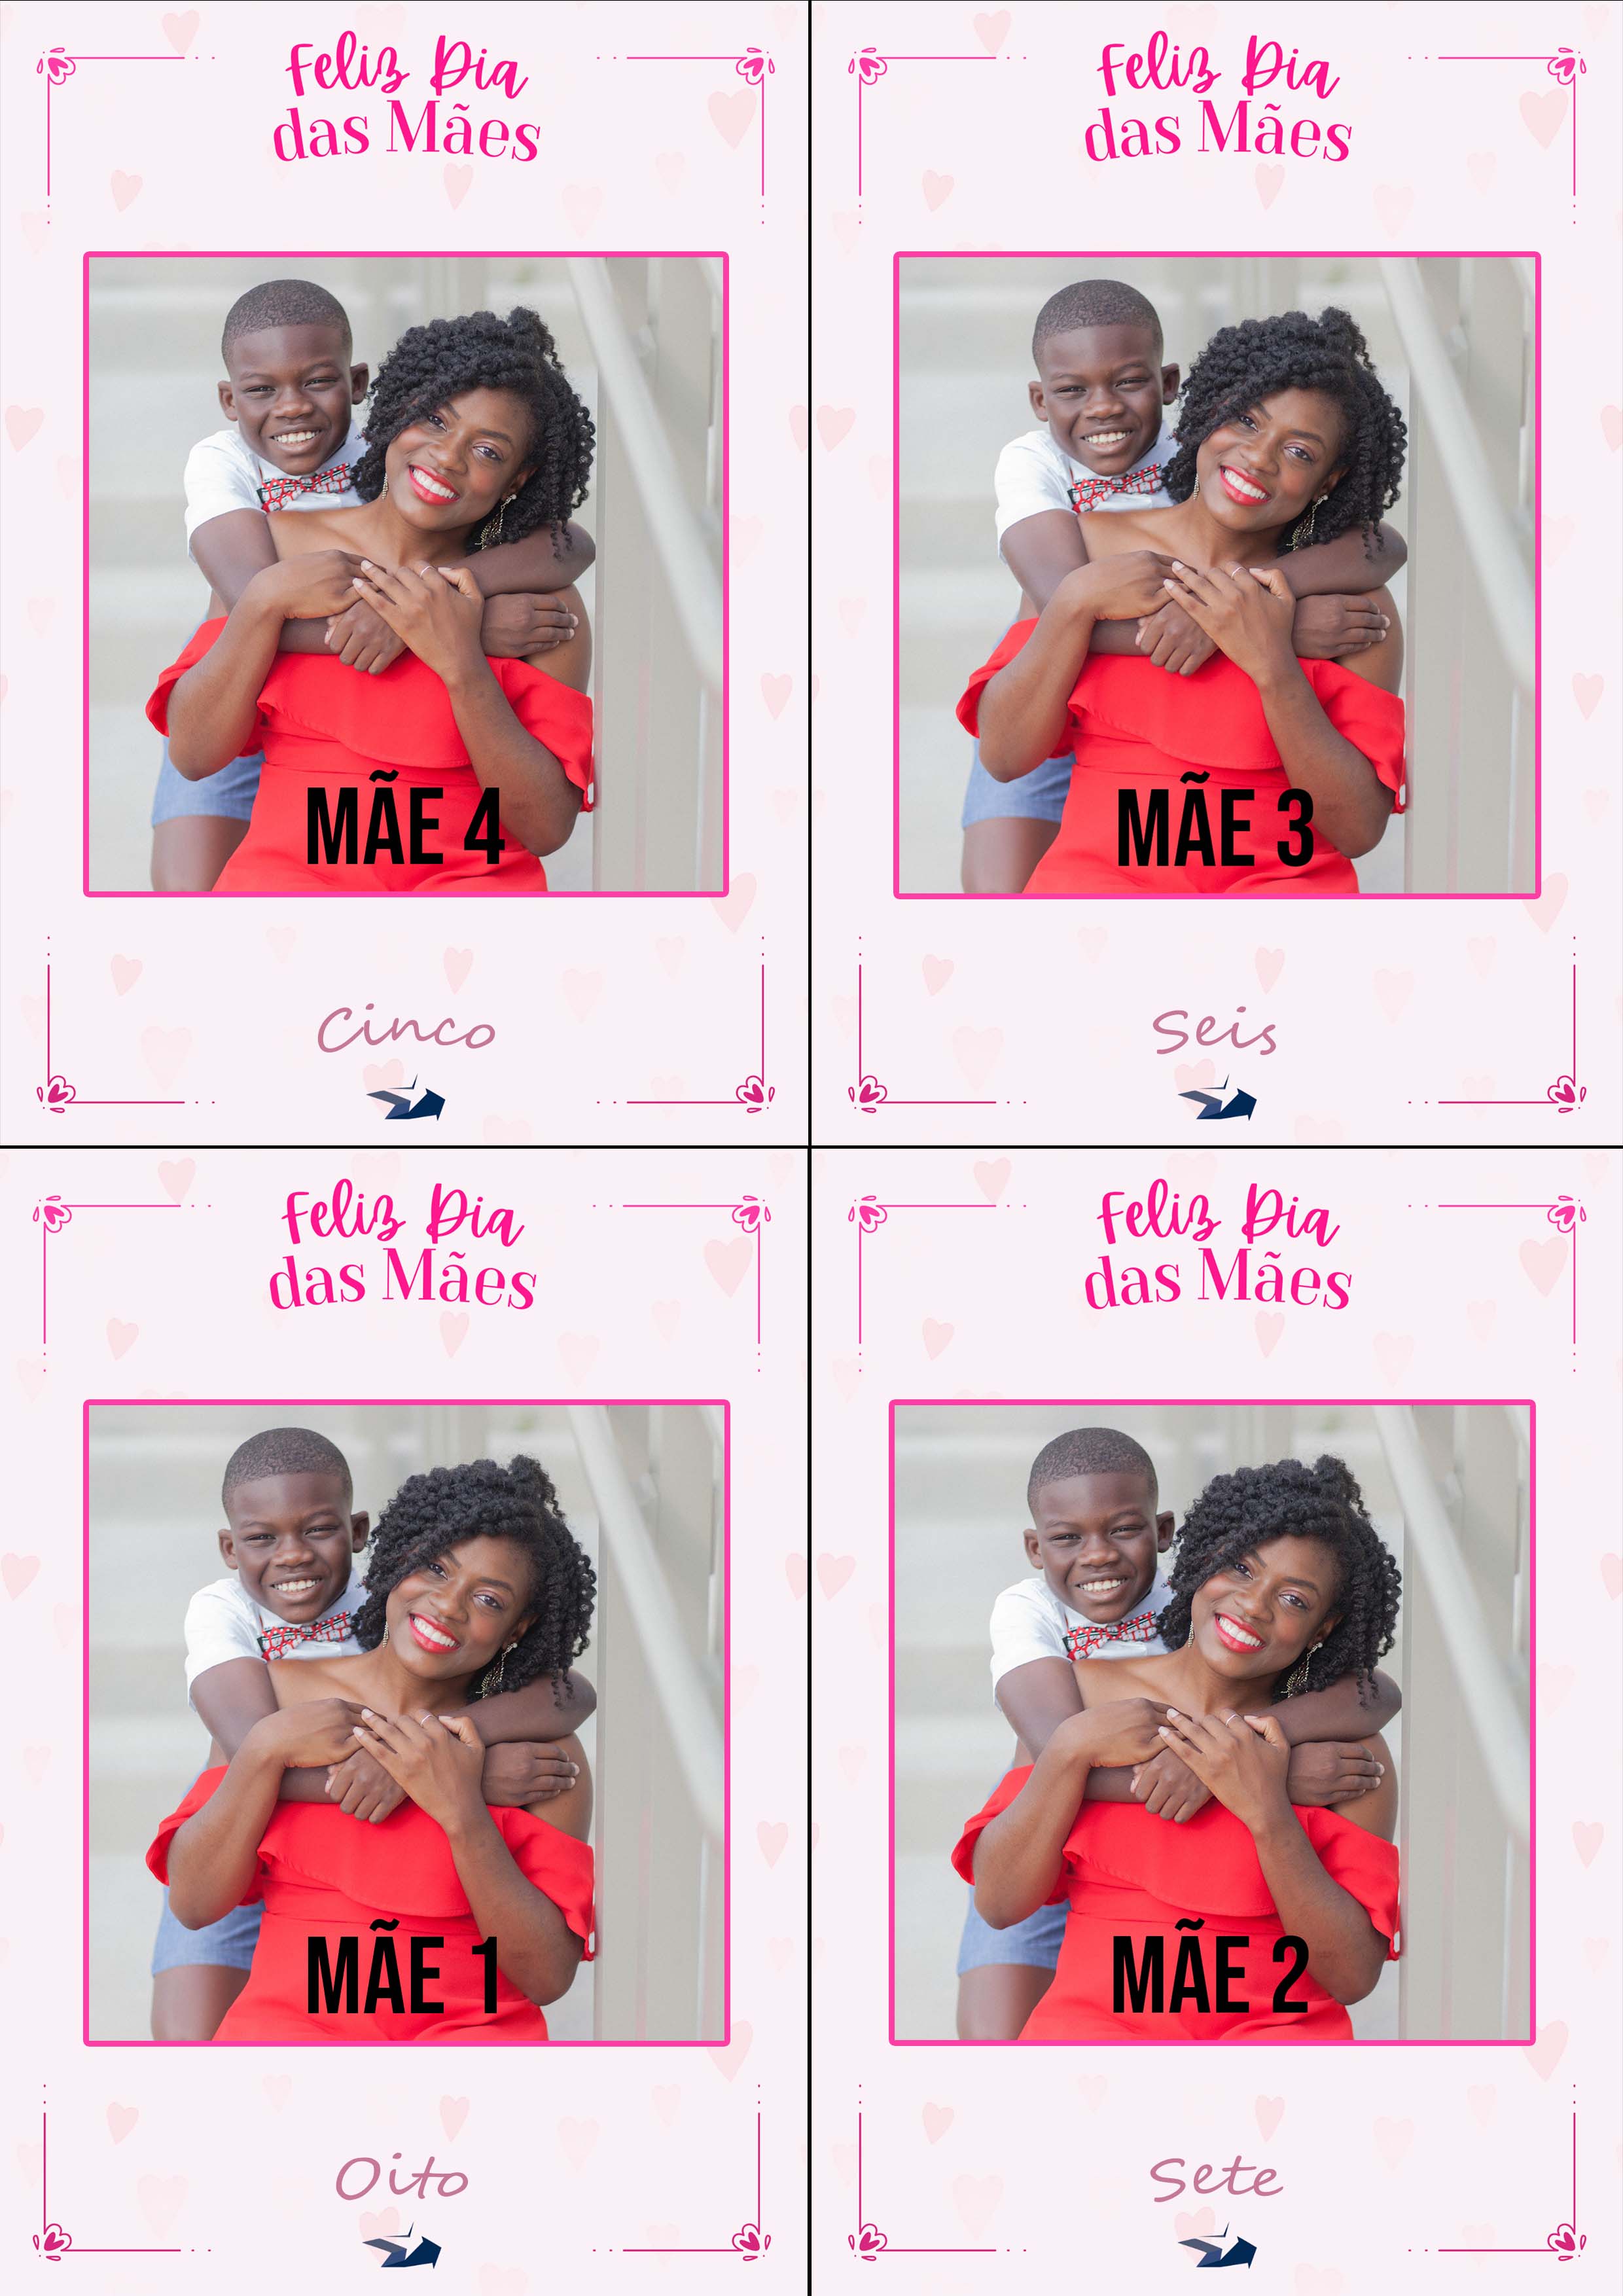 Feliz Dia
das Mães
MÃE 4
Cinco
Feliz Dia
das Mães
MÃE 3
Seis
Feliz Dia
das Mães
MÃE 1
Oito
Feliz Dia
das Mães
MÃE 2
Sete